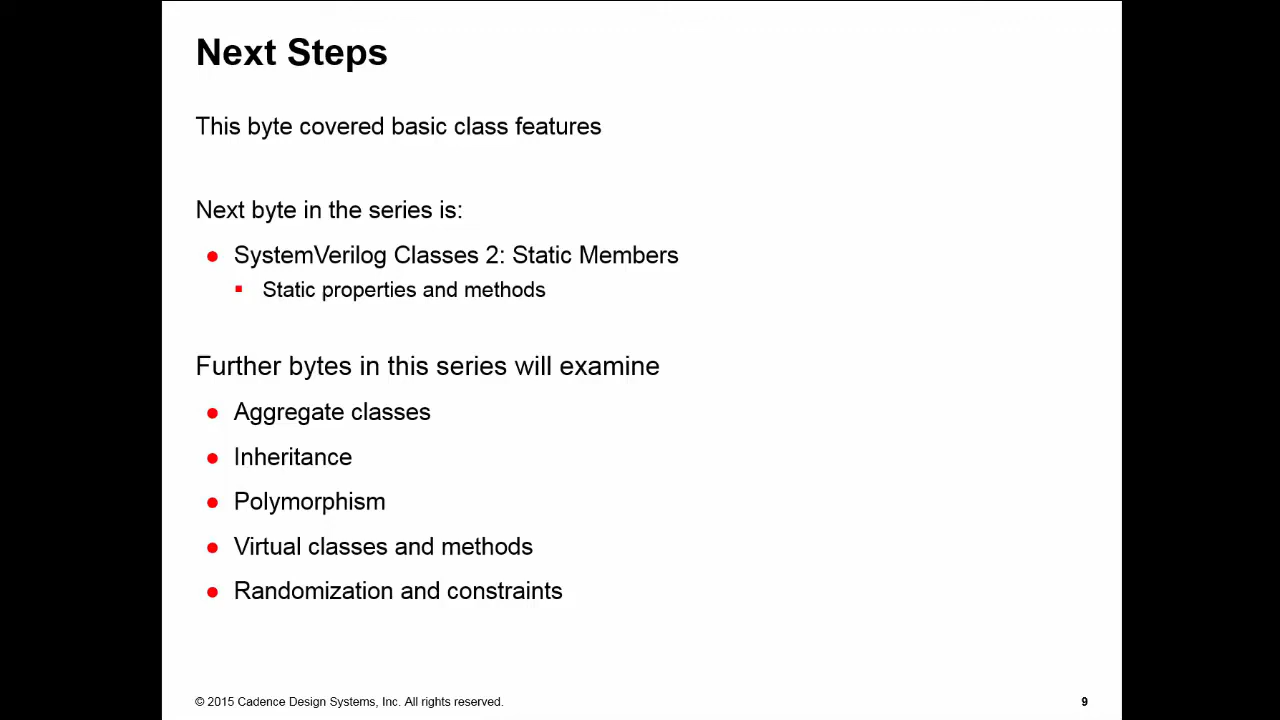 Next Steps
This byte covered basic class features
Next byte in the series is:
● SystemVerilog Classes 2: Static Members
▪ Static properties and methods
Further bytes in this series will examine
● Aggregate classes
● Inheritance
● Polymorphism
● Virtual classes and methods
● Randomization and constraints
© 2015 Cadence Design Systems, Inc. All rights reserved.
9